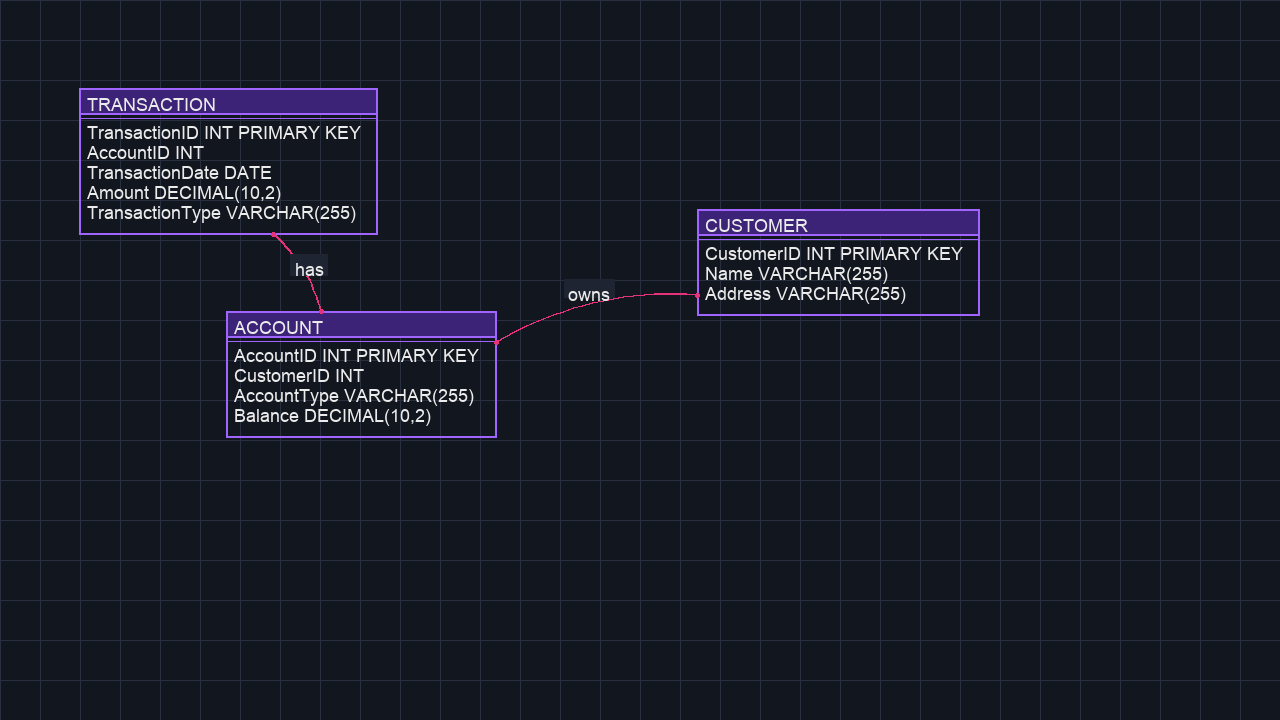 TRANSACTION
TransactionID INT PRIMARY KEY
AccountID INT
TransactionDate DATE
Amount DECIMAL(10,2)
TransactionType VARCHAR(255)
has
ACCOUNT
AccountID INT PRIMARY KEY
CustomerID INT
AccountType VARCHAR(255)
Balance DECIMAL(10,2)
owns
CUSTOMER
CustomerID INT PRIMARY KEY
Name VARCHAR(255)
Address VARCHAR(255)